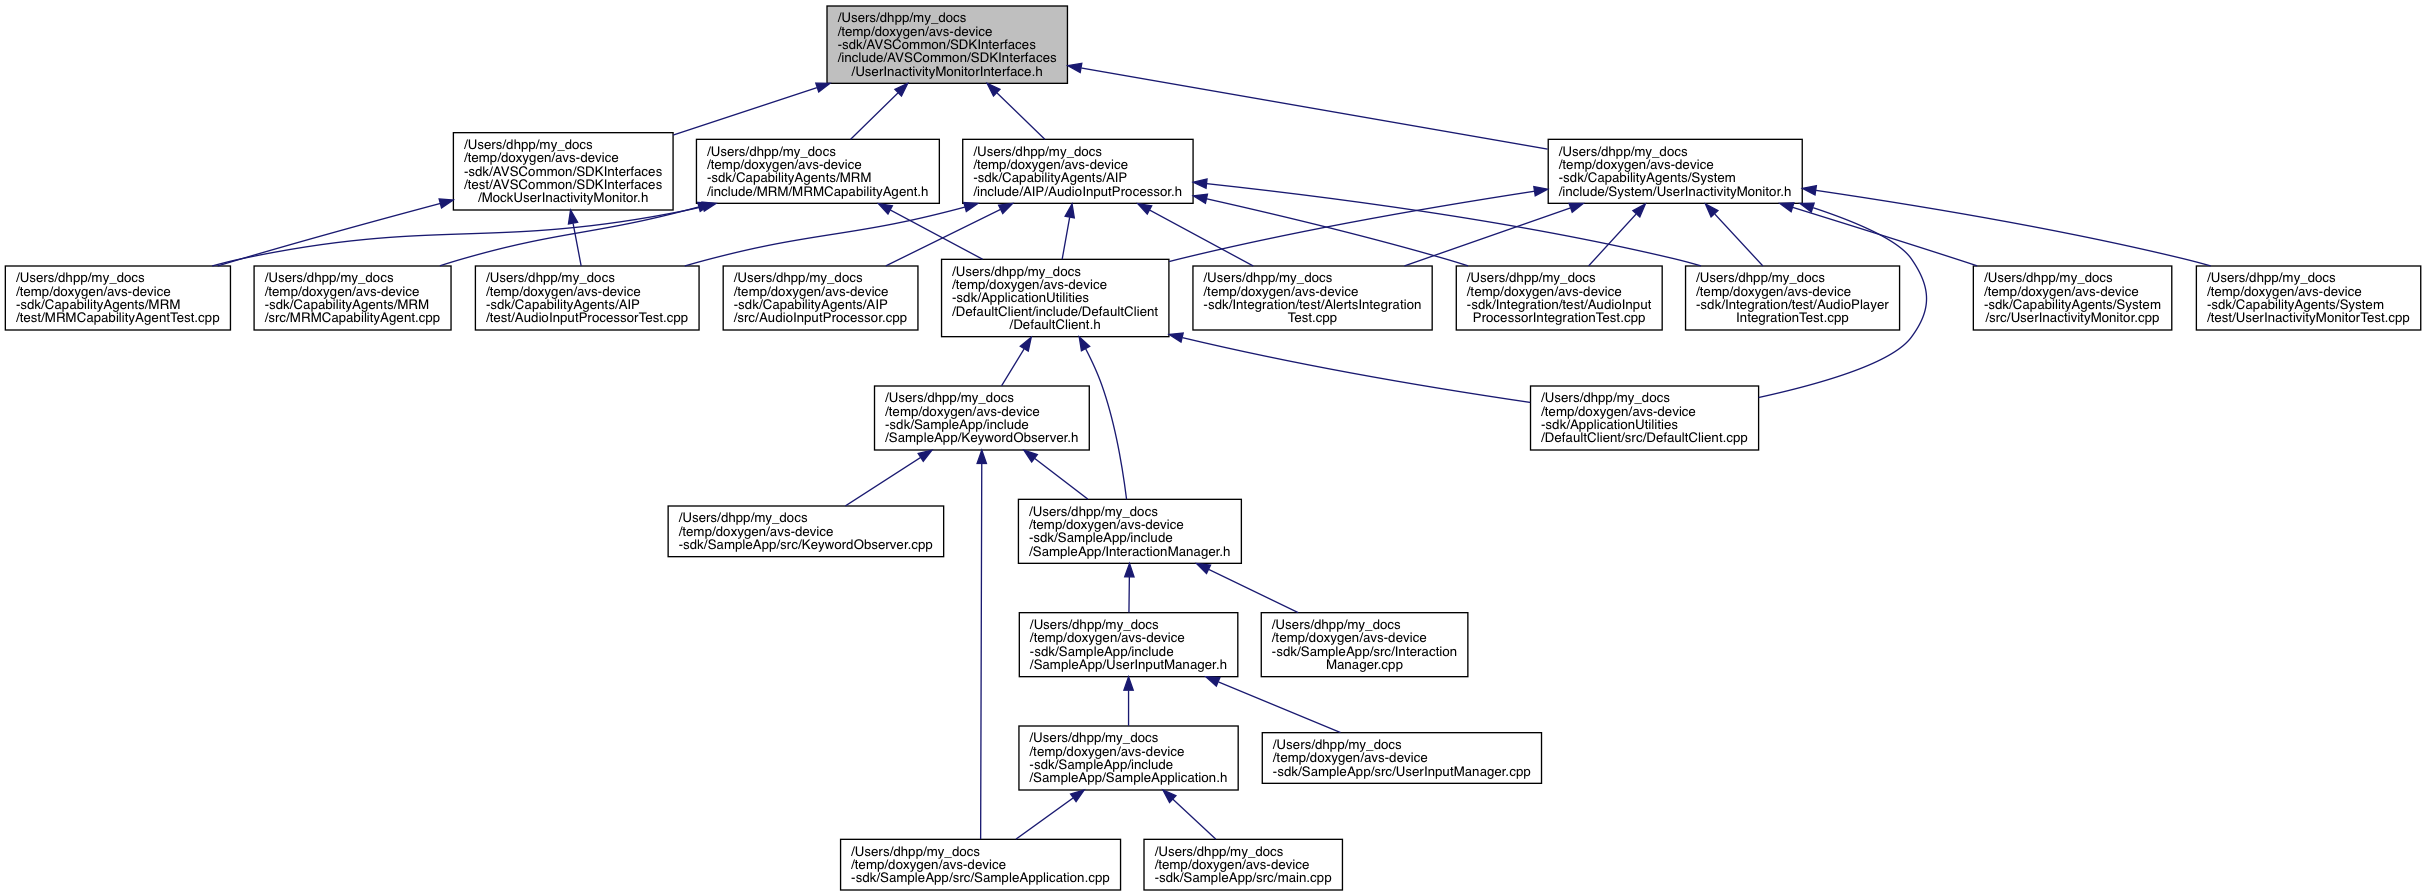 /Users/dhpp/my_docs
/temp/doxygen/avs-device
-sdk/AVSCommon/SDKInterfaces
/include/AVSCommon/SDKInterfaces
/UserInactivityMonitorInterface.h
/Users/dhpp/my_docs
/temp/doxygen/avs-device
-sdk/AVSCommon/SDKInterfaces
/test/AVSCommon/SDKInterfaces
/MockUserInactivityMonitor.h
/Users/dhpp/my_docs
/temp/doxygen/avs-device
-sdk/CapabilityAgents/MRM
/include/MRM/MRMCapabilityAgent.h
/Users/dhpp/my_docs
/temp/doxygen/avs-device
-sdk/CapabilityAgents/AIP
/include/AIP/AudioInputProcessor.h
/Users/dhpp/my_docs
/temp/doxygen/avs-device
-sdk/CapabilityAgents/System
/include/System/UserInactivityMonitor.h
/Users/dhpp/my_docs
/temp/doxygen/avs-device
-sdk/CapabilityAgents/MRM
/test/MRMCapabilityAgentTest.cpp
/Users/dhpp/my_docs
/temp/doxygen/avs-device
-sdk/CapabilityAgents/MRM
/src/MRMCapabilityAgent.cpp
/Users/dhpp/my_docs
/temp/doxygen/avs-device
-sdk/CapabilityAgents/AIP
/test/AudioInputProcessorTest.cpp
/Users/dhpp/my_docs
/temp/doxygen/avs-device
-sdk/CapabilityAgents/AIP
/src/AudioInputProcessor.cpp
/Users/dhpp/my_docs
/temp/doxygen/avs-device
-sdk/ApplicationUtilities
/DefaultClient/include/DefaultClient
/DefaultClient.h
/Users/dhpp/my_docs
/temp/doxygen/avs-device
-sdk/Integration/test/AlertsIntegration
Test.cpp
/Users/dhpp/my_docs
/temp/doxygen/avs-device
-sdk/Integration/test/AudioInput
ProcessorIntegrationTest.cpp
/Users/dhpp/my_docs
/temp/doxygen/avs-device
-sdk/Integration/test/AudioPlayer
IntegrationTest.cpp
/Users/dhpp/my_docs
/temp/doxygen/avs-device
-sdk/CapabilityAgents/System
/src/UserInactivityMonitor.cpp
/Users/dhpp/my_docs
/temp/doxygen/avs-device
-sdk/CapabilityAgents/System
/test/UserInactivityMonitorTest.cpp
/Users/dhpp/my_docs
/temp/doxygen/avs-device
-sdk/SampleApp/include
/SampleApp/KeywordObserver.h
/Users/dhpp/my_docs
/temp/doxygen/avs-device
-sdk/ApplicationUtilities
/DefaultClient/src/DefaultClient.cpp
/Users/dhpp/my_docs
/temp/doxygen/avs-device
-sdk/SampleApp/src/KeywordObserver.cpp
/Users/dhpp/my_docs
/temp/doxygen/avs-device
-sdk/SampleApp/include
/SampleApp/InteractionManager.h
/Users/dhpp/my_docs
/temp/doxygen/avs-device
-sdk/SampleApp/include
/SampleApp/UserInputManager.h
/Users/dhpp/my_docs
/temp/doxygen/avs-device
-sdk/SampleApp/src/Interaction
Manager.cpp
/Users/dhpp/my_docs
/temp/doxygen/avs-device
-sdk/SampleApp/include
/SampleApp/SampleApplication.h
/Users/dhpp/my_docs
/temp/doxygen/avs-device
-sdk/SampleApp/src/UserInputManager.cpp
/Users/dhpp/my_docs
/temp/doxygen/avs-device
-sdk/SampleApp/src/SampleApplication.cpp
/Users/dhpp/my_docs
/temp/doxygen/avs-device
-sdk/SampleApp/src/main.cpp